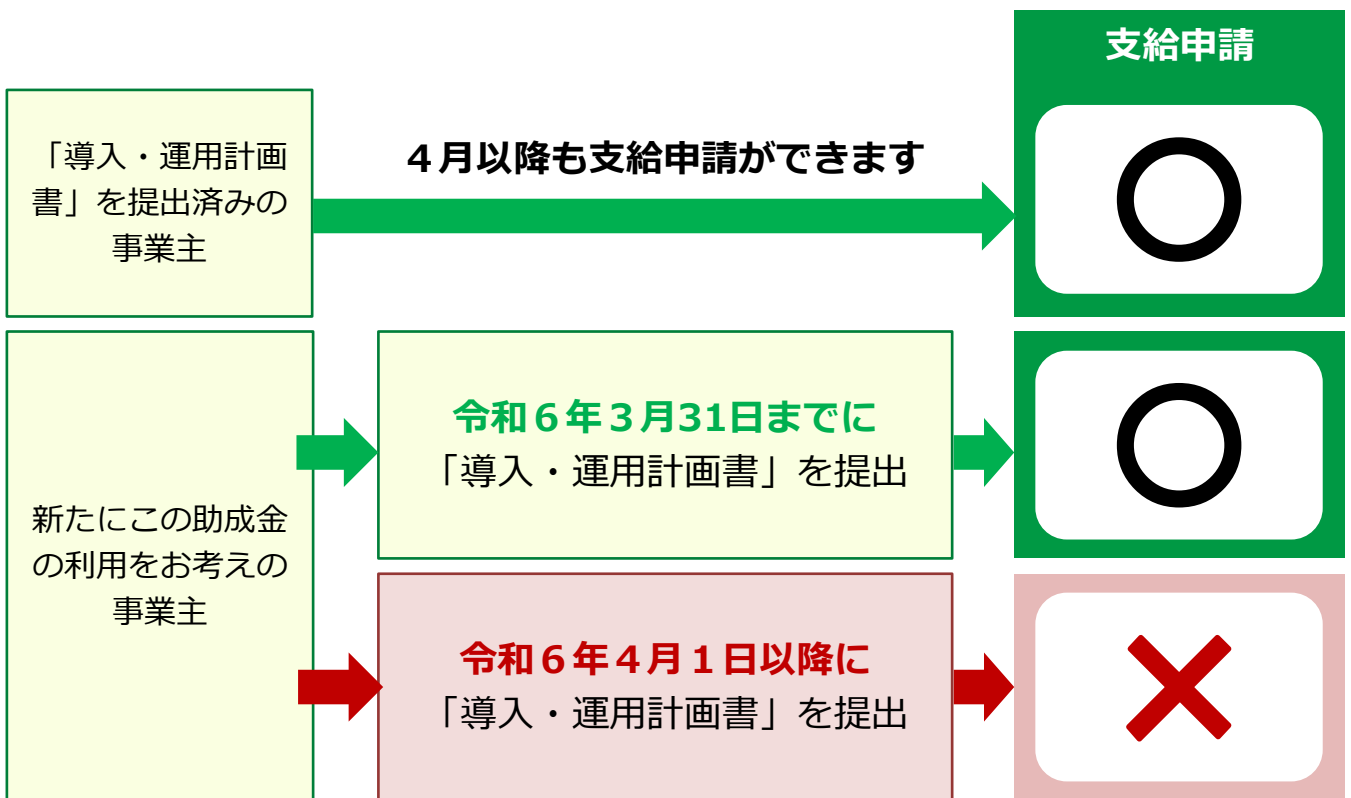 支給申請
「導入・運用計画
書」を提出済みの
事業主
４月以降も支給申請ができます
新たにこの助成金
の利用をお考えの
事業主
令和６年３月31日までに
「導入・運用計画書」を提出
令和６年４月１日以降に
「導入・運用計画書」を提出